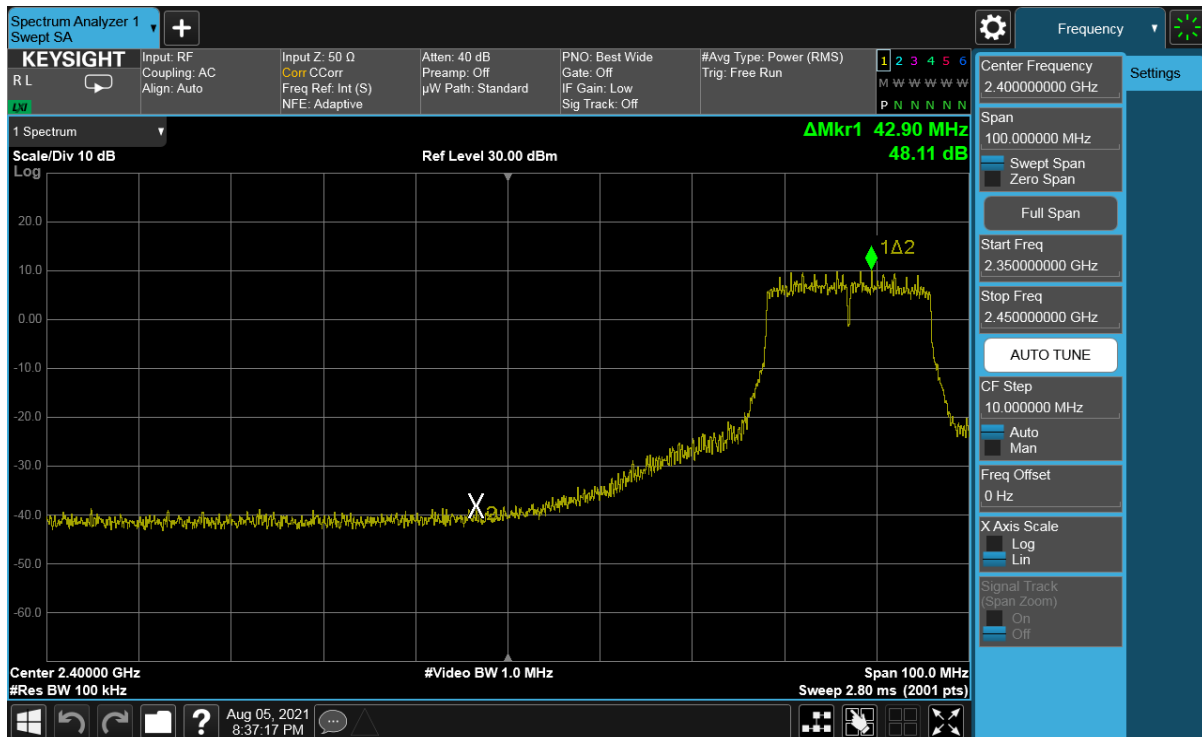 Spectrum Analyzer 1
Swept SA
Frequency
KEYSIGHT
R L
LXI
Input: RF
Coupling: AC
Align: Auto
Input Z: 50 Ω
Corr CCorr
Freq Ref: Int (S)
NFE: Adaptive
Atten: 40 dB
Preamp: Off
µW Path: Standard
PNO: Best Wide
Gate: Off
IF Gain: Low
Sig Track: Off
#Avg Type: Power (RMS)
Trig: Free Run
1 2 3 4 5 6
M W W W W W
P N N N N N
1 Spectrum
ΔMkr1 42.90 MHz
48.11 dB
Scale/Div 10 dB
Ref Level 30.00 dBm
Log
20.0
10.0
0.00
-10.0
-20.0
-30.0
-40.0
-50.0
-60.0
1Δ2
X2
Center 2.40000 GHz
#Video BW 1.0 MHz
Span 100.0 MHz
#Res BW 100 kHz
Sweep 2.80 ms (2001 pts)
Center Frequency
2.400000000 GHz
Settings
Span
100.000000 MHz
Swept Span
Zero Span
Full Span
Start Freq
2.350000000 GHz
Stop Freq
2.450000000 GHz
AUTO TUNE
CF Step
10.000000 MHz
Auto
Man
Freq Offset
0 Hz
X Axis Scale
Log
Lin
Signal Track
(Span Zoom)
On
Off
?
Aug 05, 2021
8:37:17 PM